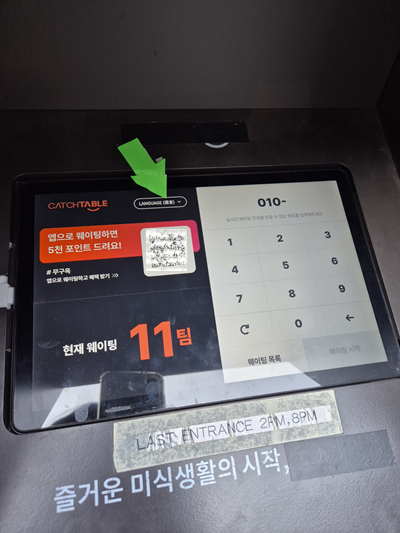 CATCHTABLE
LANGUAGE (영문)
앱으로 웨이팅하면
5천 포인트 드려요!
# 무구독
앱으로 웨이팅하고 혜택 받기 >>>
현재 웨이팅
11팀
010-
1 2 3
4 5 6
7 8 9
0
웨이팅 목록
웨이팅 시작
LAST ENTRANCE 2PM, 8PM
즐거운 미식생활의 시작,